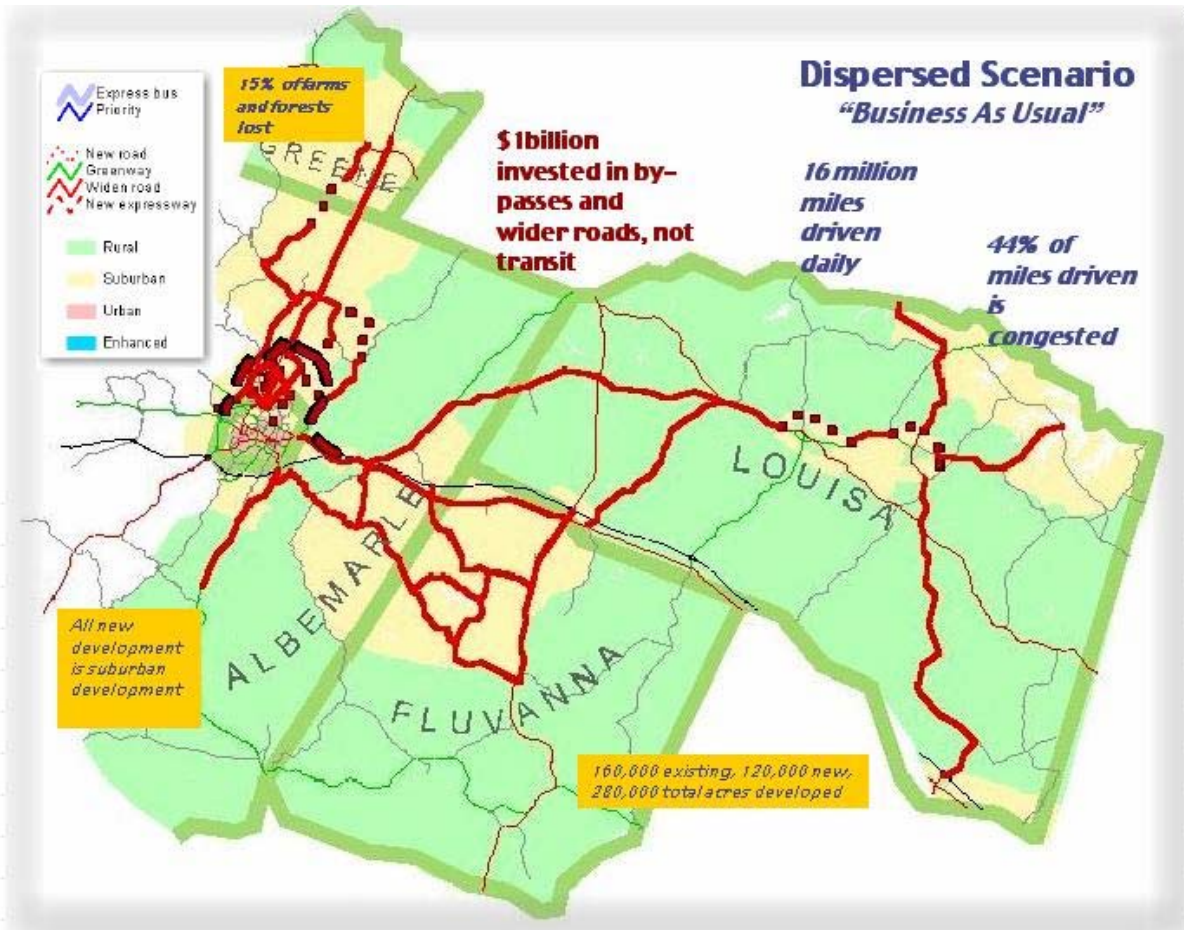 Dispersed Scenario
“Business As Usual”
Express bus
Priority
New road
Greenway
Widen road
New expressway
Rural
Suburban
Urban
Enhanced
15% of farms
and forests
lost
$1billion
invested in by-
passes and
wider roads, not
transit
16 million
miles
driven
daily
44% of
miles driven
is
congested
GREENE
LOUISA
ALBEMARLE
FLUVANNA
All new
development
is suburban
development
160,000 existing, 120,000 new,
280,000 total acres developed